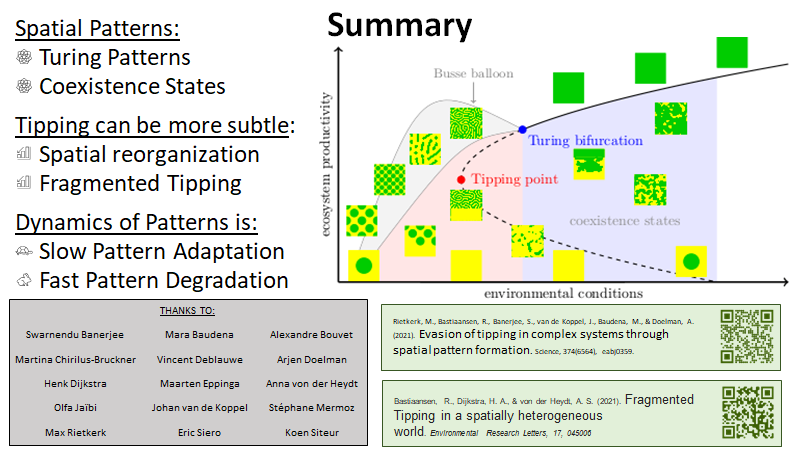 Summary
Spatial Patterns:
Turing Patterns
Coexistence States
Tipping can be more subtle:
Spatial reorganization
Fragmented Tipping
Dynamics of Patterns is:
Slow Pattern Adaptation
Fast Pattern Degradation
ecosystem productivity
Busse balloon
Turing bifurcation
Tipping point
coexistence states
environmental conditions
THANKS TO:
Swarnendu Banerjee Mara Baudena Alexandre Bouvet
Martina Chirilus-Bruckner Vincent Deblauwe Arjen Doelman
Henk Dijkstra Maarten Eppinga Anna von der Heydt
Olfa Jaïbi Johan van de Koppel Stéphane Mermoz
Max Rietkerk Eric Siero Koen Siteur
Rietkerk, M., Bastiaansen, R., Banerjee, S., van de Koppel, J., Baudena, M., & Doelman, A.
(2021). Evasion of tipping in complex systems through
spatial pattern formation. Science, 374(6564), eabj0359.
Bastiaansen, R., Dijkstra, H. A., & von der Heydt, A. S. (2021). Fragmented
Tipping in a spatially heterogeneous
world. Environmental Research Letters, 17, 045006